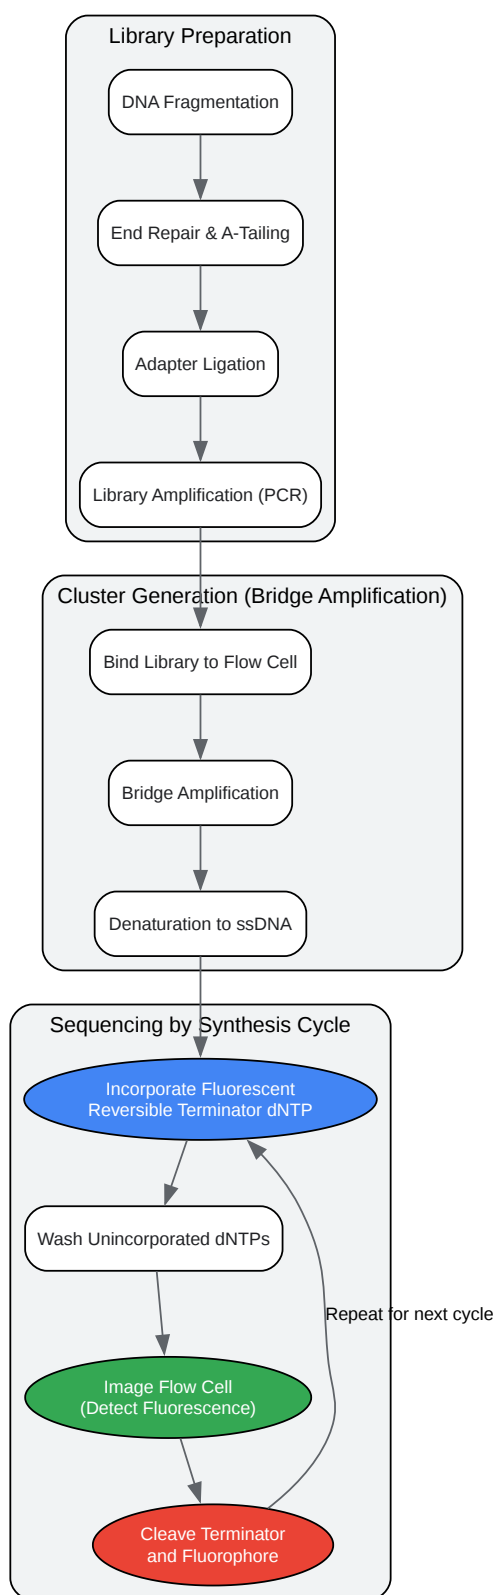 Library Preparation
DNA Fragmentation
End Repair & A-Tailing
Adapter Ligation
Library Amplification (PCR)
Cluster Generation (Bridge Amplification)
Bind Library to Flow Cell
Bridge Amplification
Denaturation to ssDNA
Sequencing by Synthesis Cycle
Incorporate Fluorescent
Reversible Terminator dNTP
Wash Unincorporated dNTPs
Repeat for next cycle
Image Flow Cell
(Detect Fluorescence)
Cleave Terminator
and Fluorophore